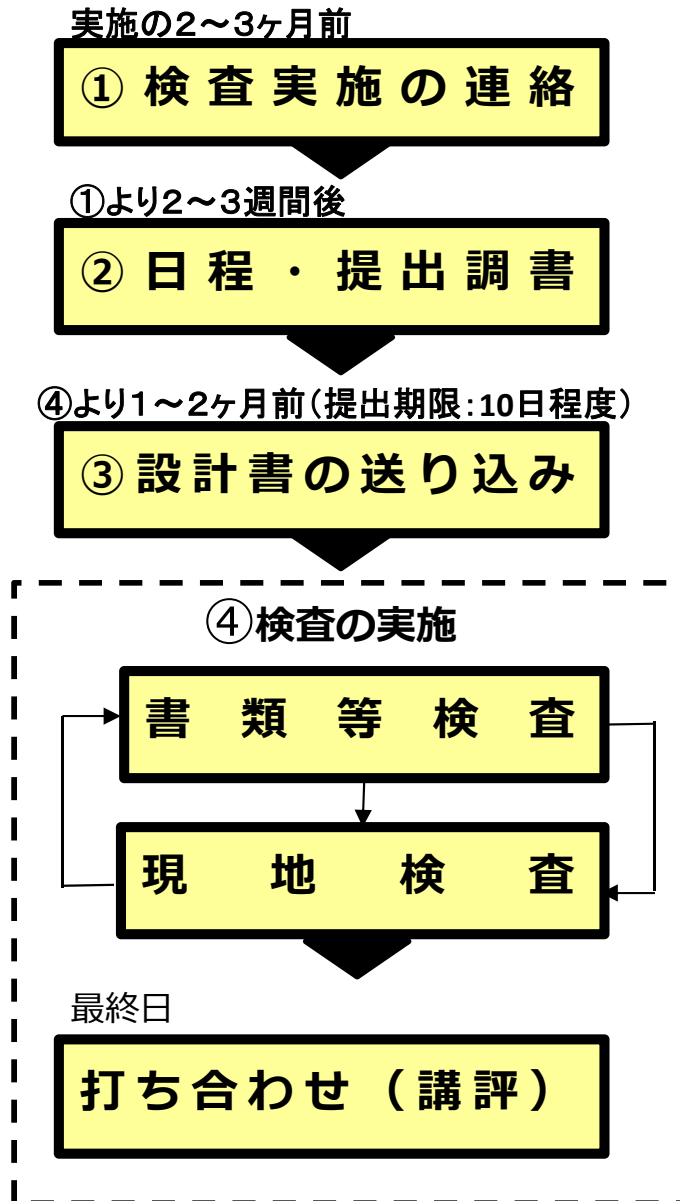 実施の２～３ヶ月前
①検査実施の連絡
①より２～３週間後
②日程・提出調書
④より１～２ヶ月前（提出期限：10日程度）
③設計書の送り込み
④検査の実施
書類等検査
現地検査
最終日
打ち合わせ（講評）